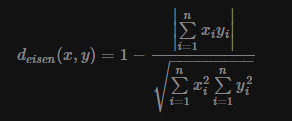 d_{eisen}(x, y) = 1 - \frac{\left|\sum_{i=1}^{n} x_i y_i\right|}{\sqrt{\sum_{i=1}^{n} x_i^2 \sum_{i=1}^{n} y_i^2}}